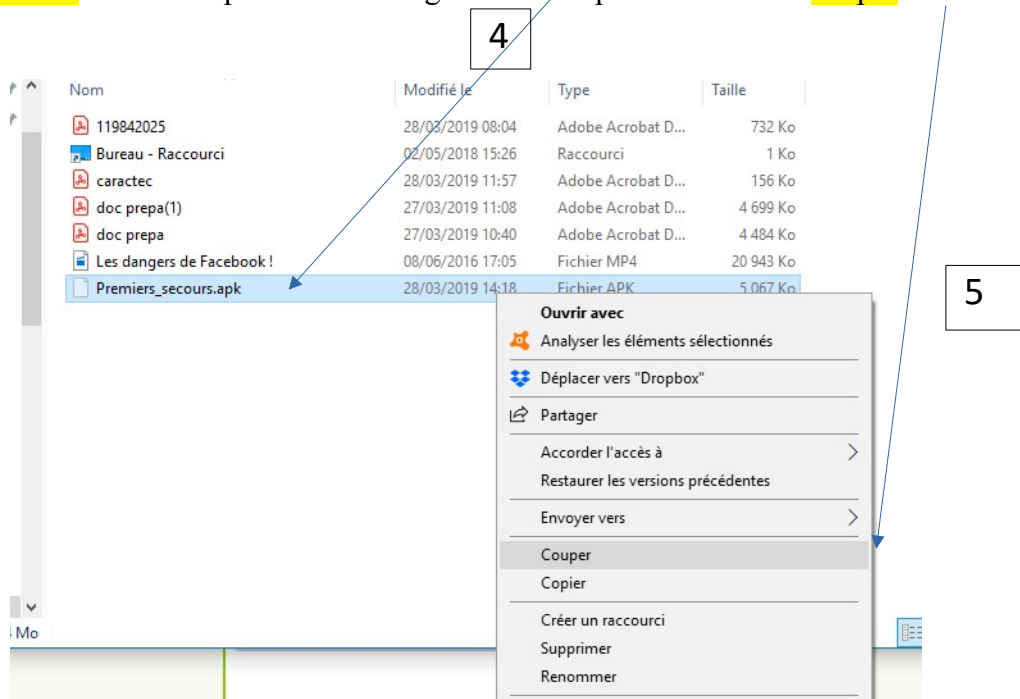 4
Nom Modifié le Type Taille
119842025 28/03/2019 08:04 Adobe Acrobat D... 732 Ko
Bureau - Raccourci 02/05/2018 15:26 Raccourci 1 Ko
caractec 28/03/2019 11:57 Adobe Acrobat D... 156 Ko
doc prepa(1) 27/03/2019 11:08 Adobe Acrobat D... 4 699 Ko
doc prepa 27/03/2019 10:40 Adobe Acrobat D... 4 484 Ko
Les dangers de Facebook ! 08/06/2016 17:05 Fichier MP4 20 943 Ko
Premiers_secours.apk 28/03/2019 14:18 Fichier APK 5 067 Ko
5
Ouvrir avec
Analyser les éléments sélectionnés
Déplacer vers "Dropbox"
Partager
Accorder l'accès à
Restaurer les versions précédentes
Envoyer vers
Couper
Copier
Créer un raccourci
Mo
Supprimer
Renommer